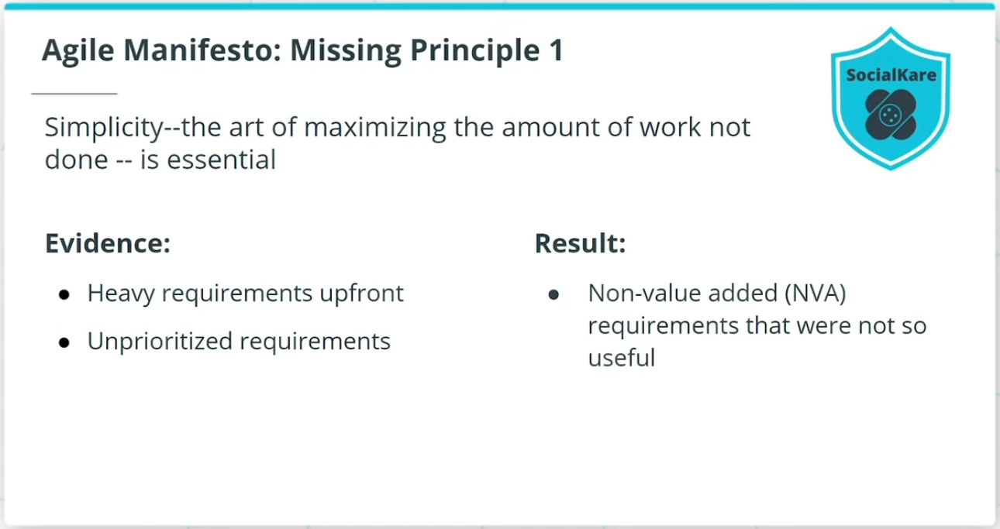 Agile Manifesto: Missing Principle 1
SocialKare
Simplicity--the art of maximizing the amount of work not
done -- is essential
Evidence:
● Heavy requirements upfront
● Unprioritized requirements
Result:
● Non-value added (NVA)
requirements that were not so
useful